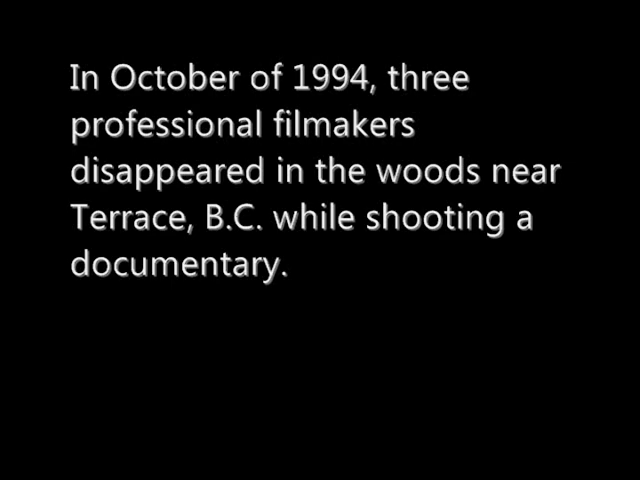 In October of 1994, three
professional filmakers
disappeared in the woods near
Terrace, B.C. while shooting a
documentary.